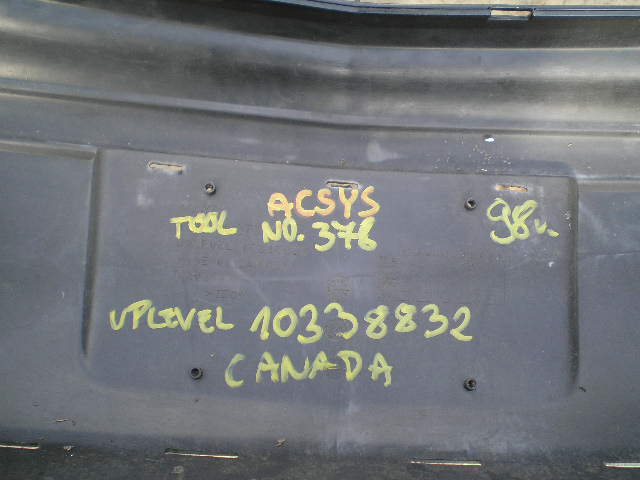 ACSYS
TOOL NO. 376 98
UPLEVEL 10338832
CANADA